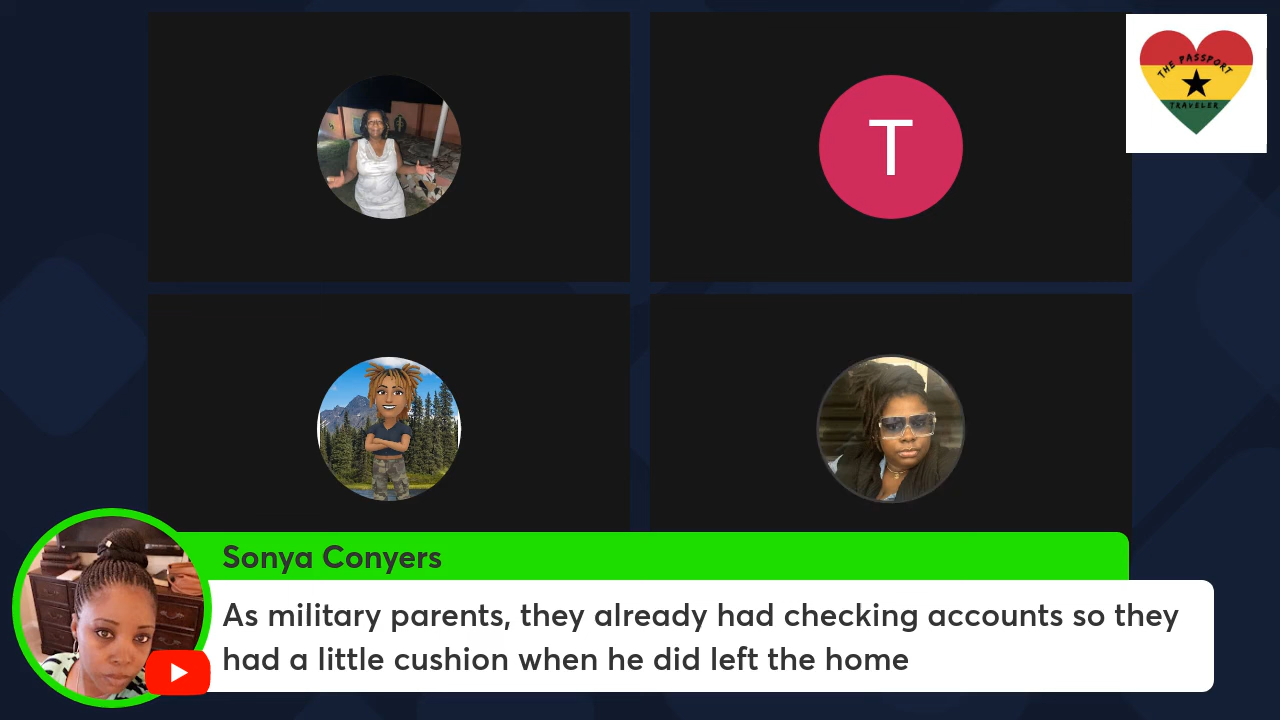 T
THE PASSPORT
TRAVELER
Sonya Conyers
As military parents, they already had checking accounts so they
had a little cushion when he did left the home